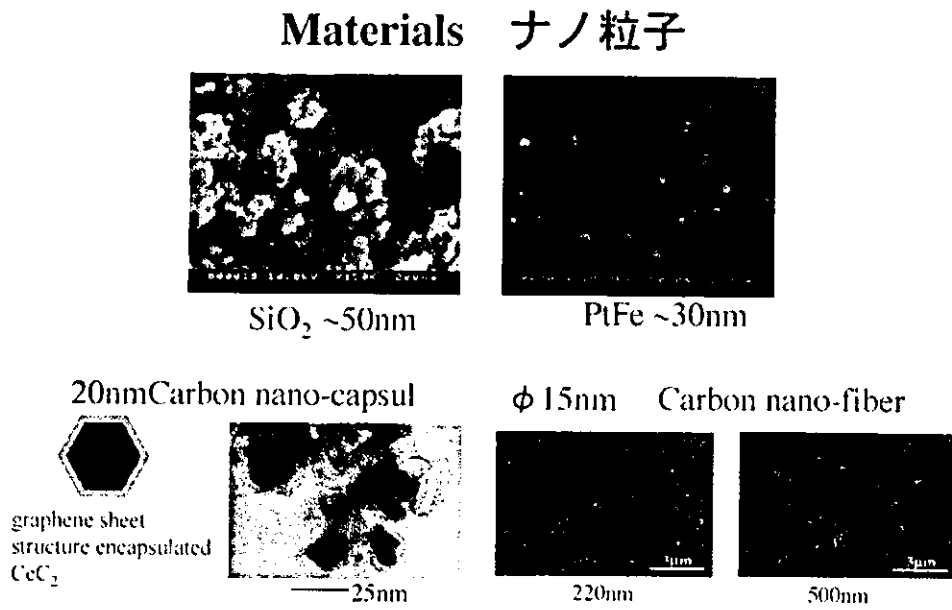 Materials ナノ粒子
SiO₂ ~50nm
PtFe ~30nm
20nmCarbon nano-capsul
ϕ15nm Carbon nano-fiber
graphene sheet
structure encapsulated
CeC₂
25nm
3μm
220nm
3μm
500nm